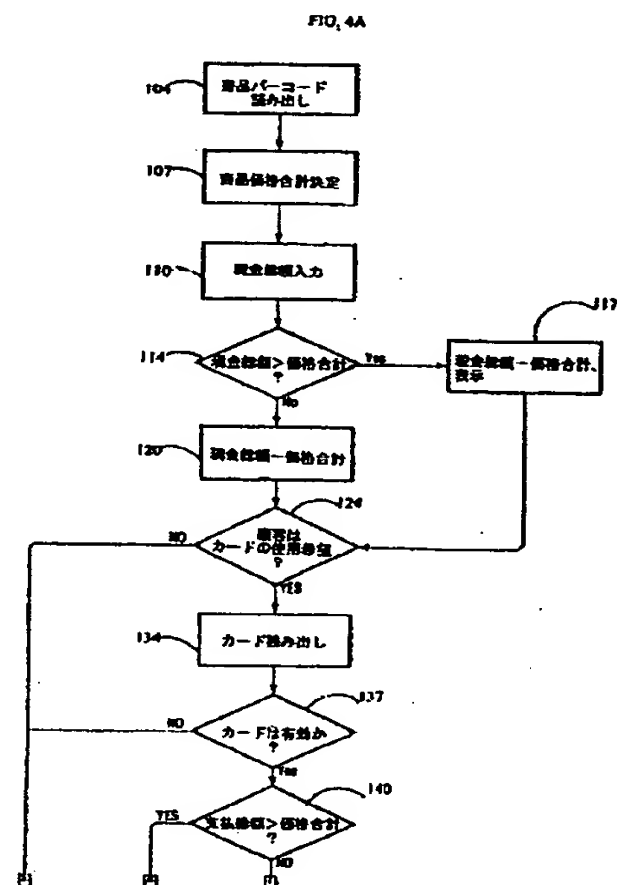 FIG. 4A
104
商品バーコード
読み出し
107
商品価格合計決定
110
現金総額入力
114
現金総額>価格合計
?
Yes
No
117
現金総額-価格合計、
表示
120
現金総額-価格合計
124
顧客は
カードの使用希望
?
NO
YES
134
カード読み出し
137
カードは有効か
?
NO
Yes
140
支払総額>価格合計
?
YES
NO